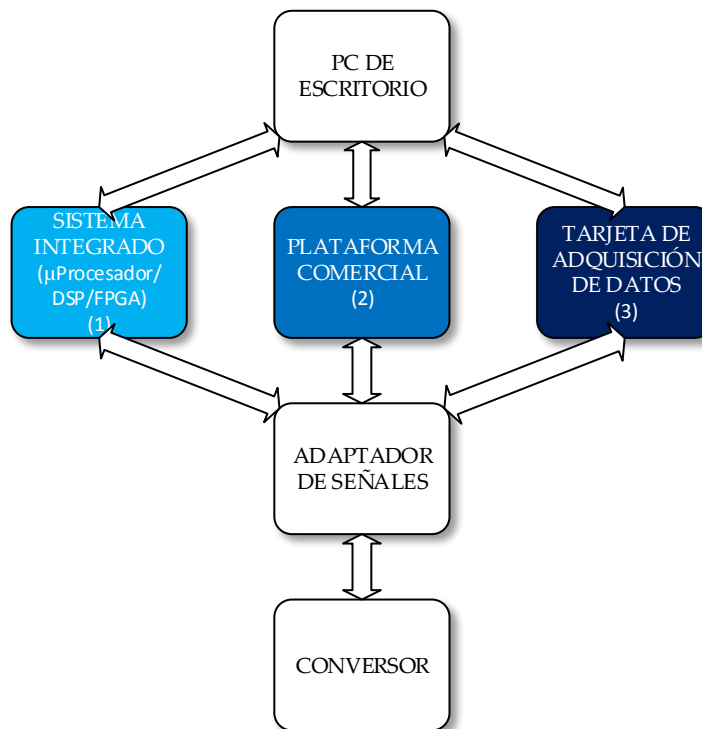 PC DE
ESCRITORIO
SISTEMA
INTEGRADO
(µProcesador/
DSP/FPGA)
(1)
PLATAFORMA
COMERCIAL
(2)
TARJETA DE
ADQUISICIÓN
DE DATOS
(3)
ADAPTADOR
DE SEÑALES
CONVERSOR